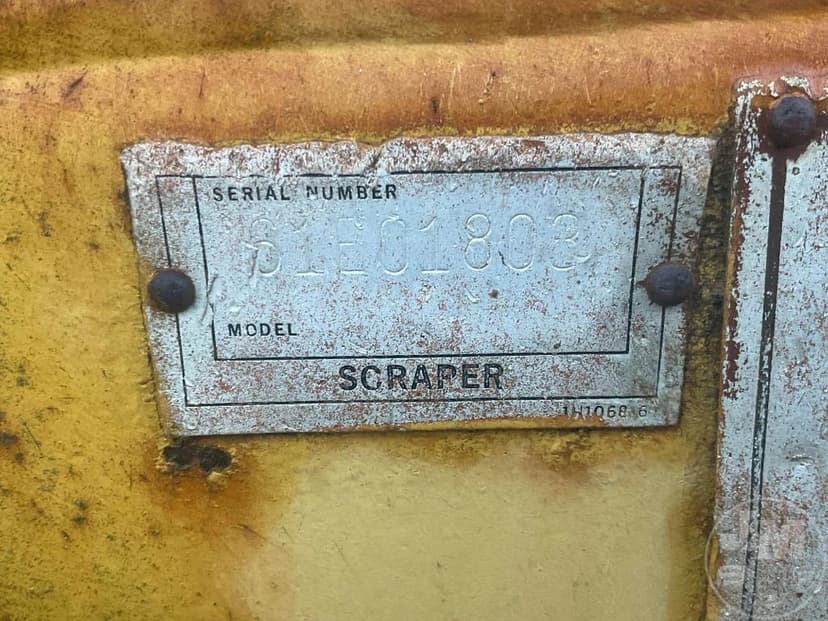 SERIAL NUMBER
61E01803
MODEL
SCRAPER
1H1068 6